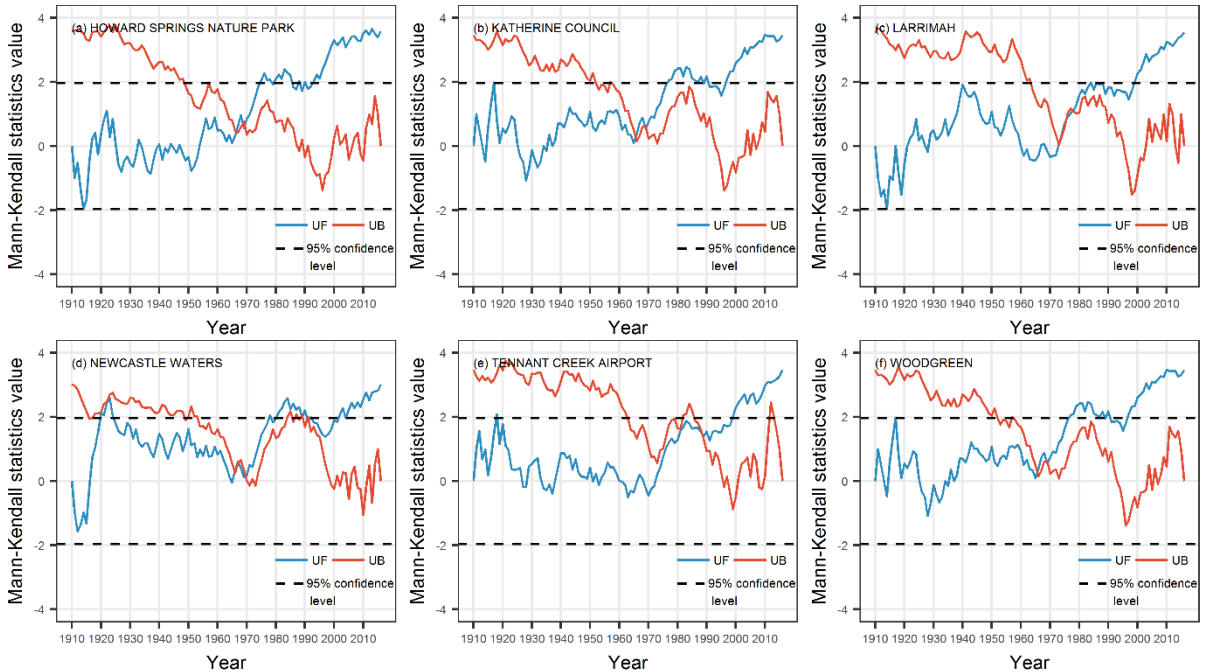 Mann-Kendall statistics value
4
2
0
-2
-4
(a) HOWARD SPRINGS NATURE PARK
UF UB
95% confidence
level
1910 1920 1930 1940 1950 1960 1970 1980 1990 2000 2010
Year
Mann-Kendall statistics value
4
2
0
-2
-4
(b) KATHERINE COUNCIL
UF UB
95% confidence
level
1910 1920 1930 1940 1950 1960 1970 1980 1990 2000 2010
Year
Mann-Kendall statistics value
4
2
0
-2
-4
(c) LARRIMAH
UF UB
95% confidence
level
1910 1920 1930 1940 1950 1960 1970 1980 1990 2000 2010
Year
Mann-Kendall statistics value
4
2
0
-2
-4
(d) NEWCASTLE WATERS
UF UB
95% confidence
level
1910 1920 1930 1940 1950 1960 1970 1980 1990 2000 2010
Year
Mann-Kendall statistics value
4
2
0
-2
-4
(e) TENNANT CREEK AIRPORT
UF UB
95% confidence
level
1910 1920 1930 1940 1950 1960 1970 1980 1990 2000 2010
Year
Mann-Kendall statistics value
4
2
0
-2
-4
(f) WOODGREEN
UF UB
95% confidence
level
1910 1920 1930 1940 1950 1960 1970 1980 1990 2000 2010
Year